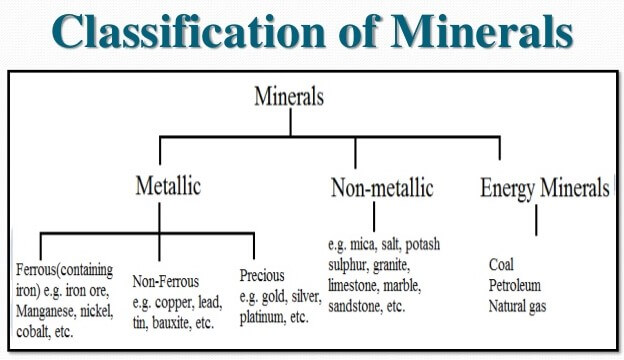 Classification of Minerals
Minerals
Metallic
Non-metallic
Energy Minerals
Ferrous(containing
iron) e.g. iron ore,
Manganese, nickel,
cobalt, etc.
Non-Ferrous
e.g. copper, lead,
tin, bauxite, etc.
Precious
e.g. gold, silver,
platinum, etc.
e.g. mica, salt, potash
sulphur, granite,
limestone, marble,
sandstone, etc.
Coal
Petroleum
Natural gas